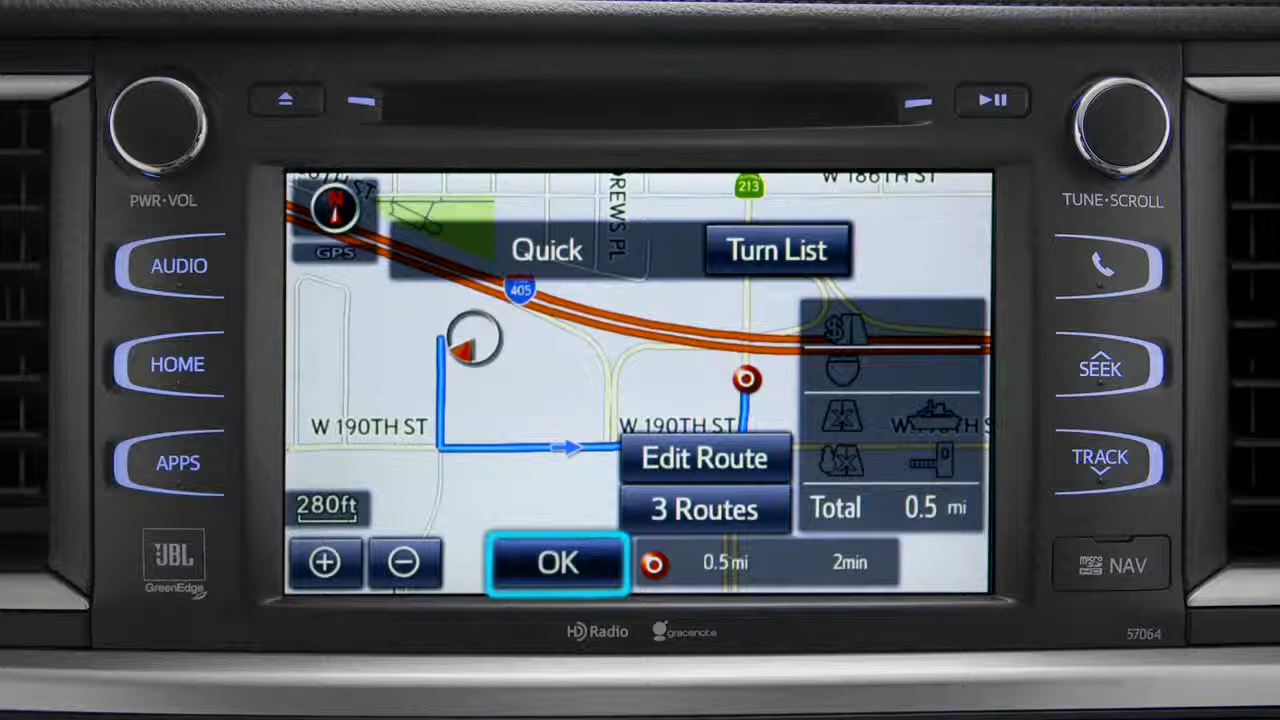 PWR•VOL
TUNE•SCROLL
AUDIO
HOME
APPS
SEEK
TRACK
JBL
GreenEdge
micro
NAV
HD Radio
gracenote
57064
N
GPS
213
W 186TH ST
REWS PL
Quick
Turn List
405
W 190TH ST
W 190TH ST
Edit Route
3 Routes
Total 0.5 mi
280ft
OK
0.5mi 2min